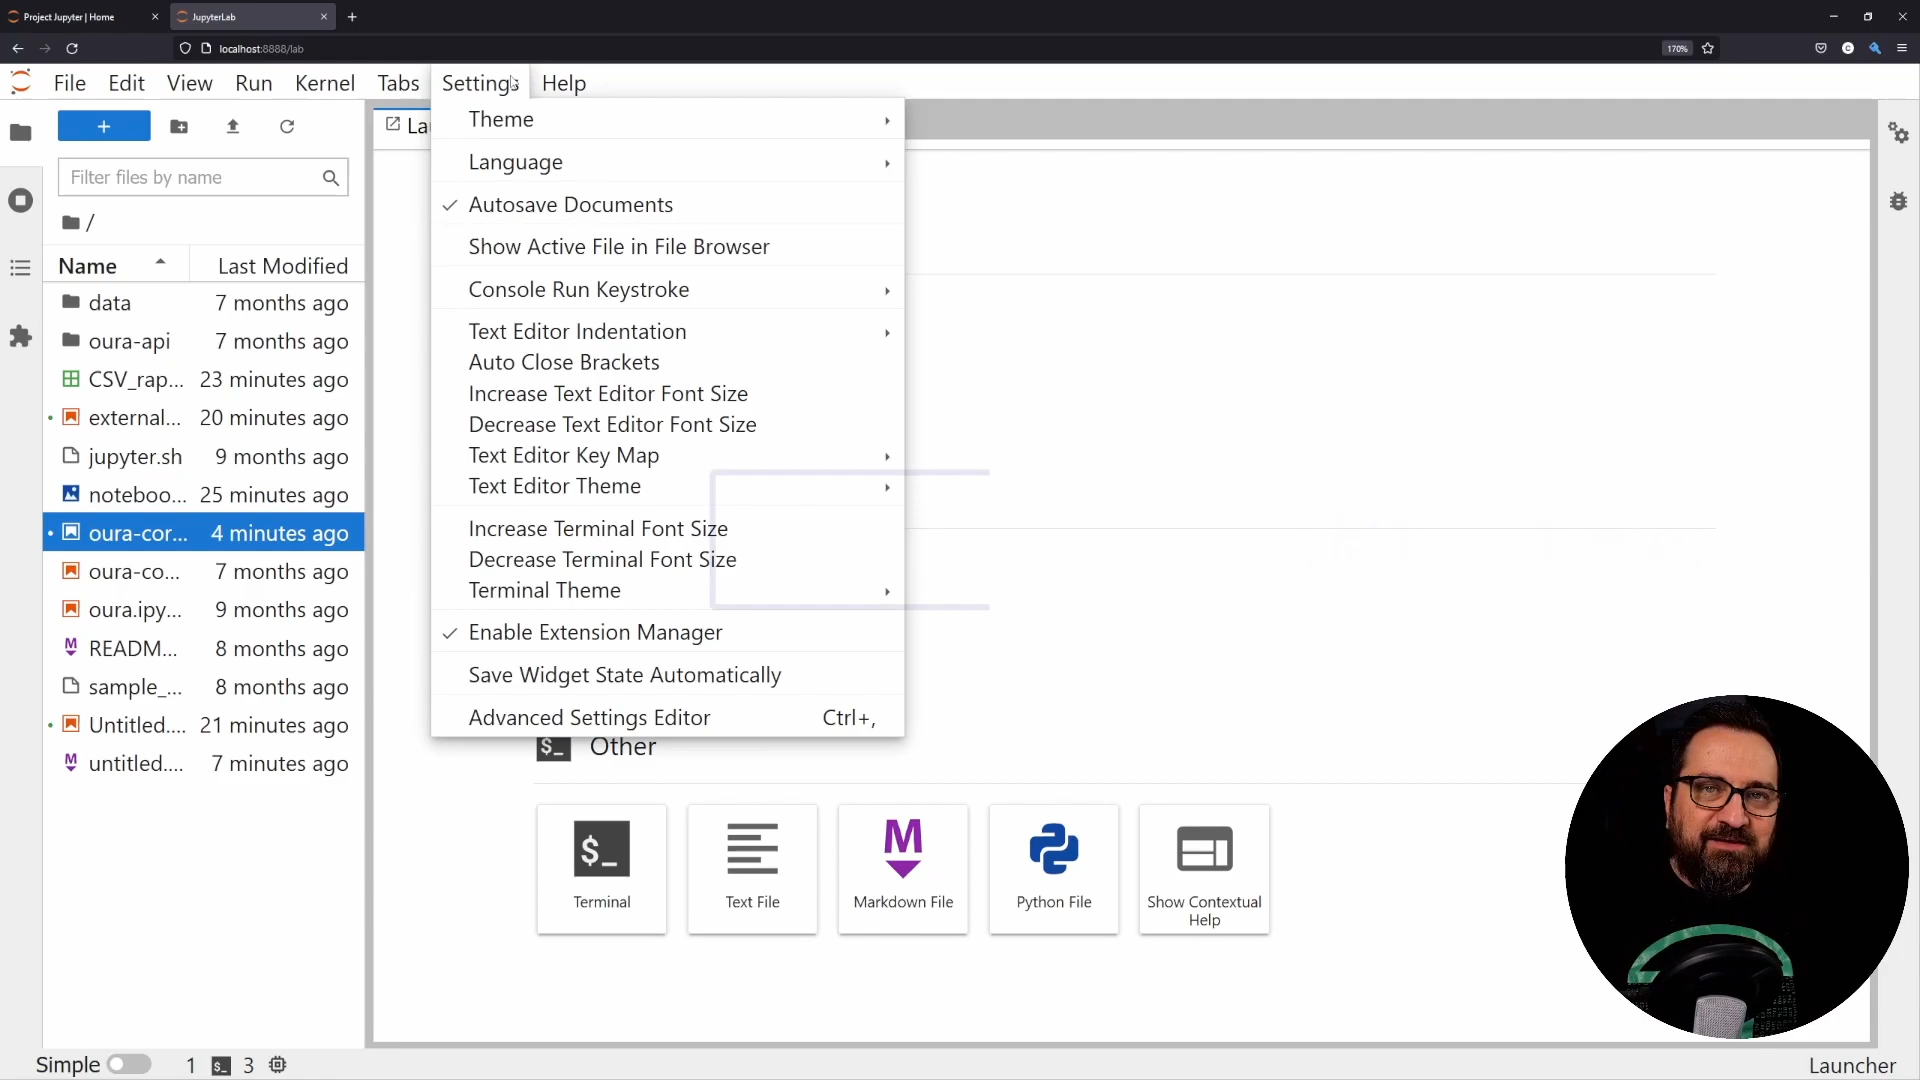 Project Jupyter | Home
JupyterLab
localhost:8888/lab
170%
File Edit View Run Kernel Tabs Settings Help
La
Filter files by name
/
Name Last Modified
data 7 months ago
oura-api 7 months ago
CSV_rap... 23 minutes ago
external... 20 minutes ago
jupyter.sh 9 months ago
noteboo... 25 minutes ago
oura-cor... 4 minutes ago
oura-co... 7 months ago
oura.ipy... 9 months ago
READM... 8 months ago
sample_... 8 months ago
Untitled.... 21 minutes ago
untitled.... 7 minutes ago
Theme
Language
Autosave Documents
Show Active File in File Browser
Console Run Keystroke
Text Editor Indentation
Auto Close Brackets
Increase Text Editor Font Size
Decrease Text Editor Font Size
Text Editor Key Map
Text Editor Theme
Increase Terminal Font Size
Decrease Terminal Font Size
Terminal Theme
Enable Extension Manager
Save Widget State Automatically
Advanced Settings Editor Ctrl+,
$_ Other
$_
M
Terminal
Text File
Markdown File
Python File
Show Contextual
Help
Simple 1 $_ 3
Launcher